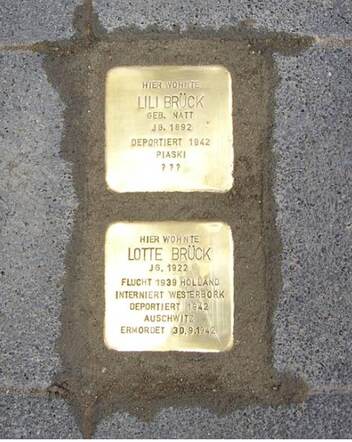 HIER WOHNTE
LILI BRÜCK
GEB. NATT
JG. 1892
DEPORTIERT 1942
PIASKI
? ? ?
HIER WOHNTE
LOTTE BRÜCK
JG. 1922
FLUCHT 1939 HOLLAND
INTERNIERT WESTERBORK
DEPORTIERT 1942
AUSCHWITZ
ERMORDET 30.9.1942